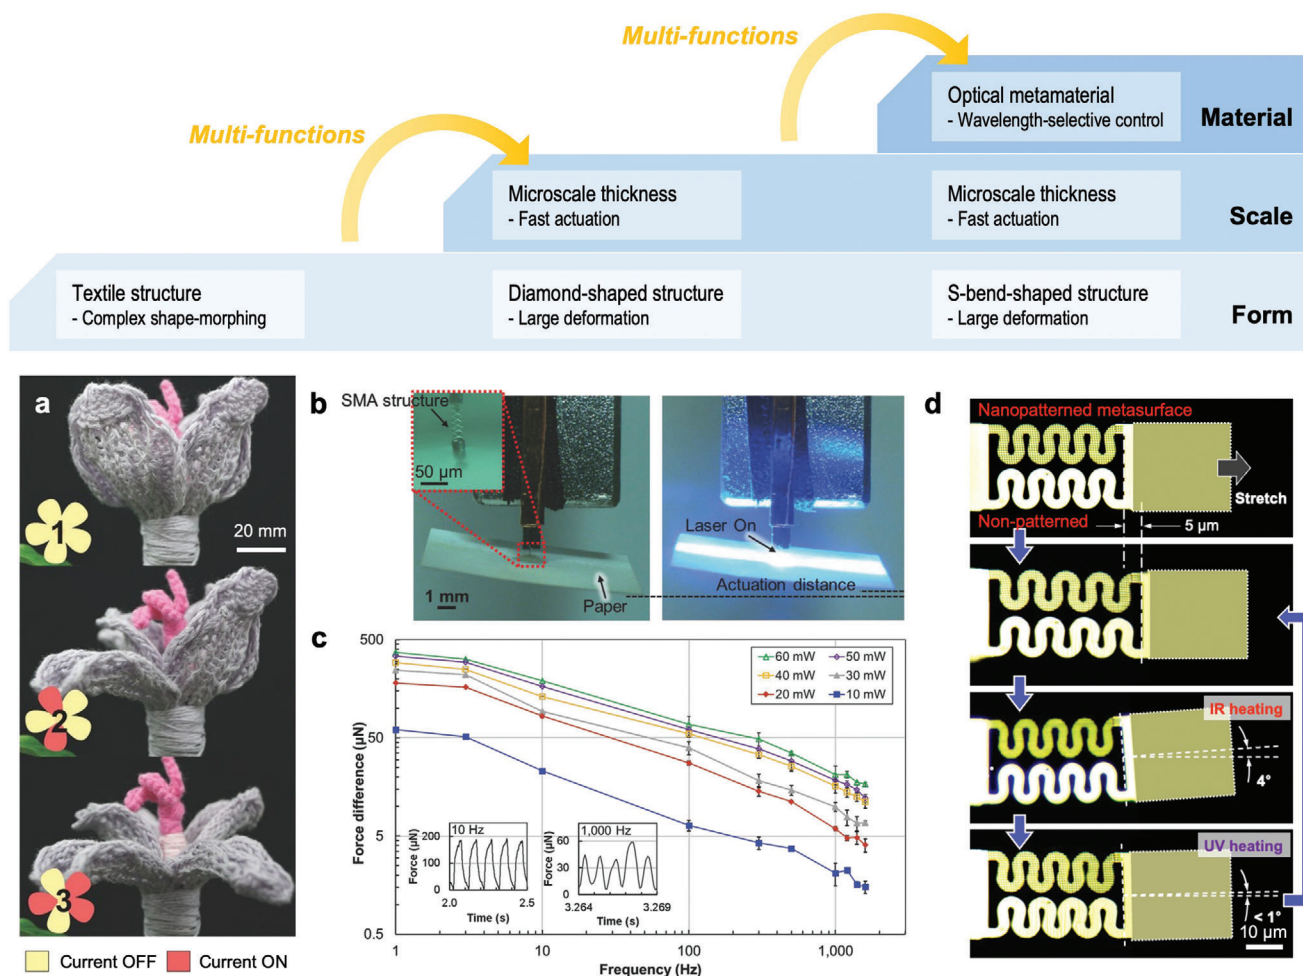 Multi-functions
Multi-functions
Optical metamaterial
- Wavelength-selective control
Material
Microscale thickness
- Fast actuation
Microscale thickness
- Fast actuation
Scale
Textile structure
- Complex shape-morphing
Diamond-shaped structure
- Large deformation
S-bend-shaped structure
- Large deformation
Form
a
1
20 mm
2
3
Current OFF
Current ON
b
SMA structure
50 µm
1 mm
Paper
Laser On
Actuation distance
c
500
50
5
0.5
Force difference (µN)
1
10
100
1,000
Frequency (Hz)
60 mW
50 mW
40 mW
30 mW
20 mW
10 mW
10 Hz
200
100
0
Force (µN)
2.0
2.5
Time (s)
1,000 Hz
60
30
0
Force (µN)
3.264
3.269
Time (s)
d
Nanopatterned metasurface
Stretch
Non-patterned
5 µm
IR heating
4°
UV heating
< 1°
10 µm